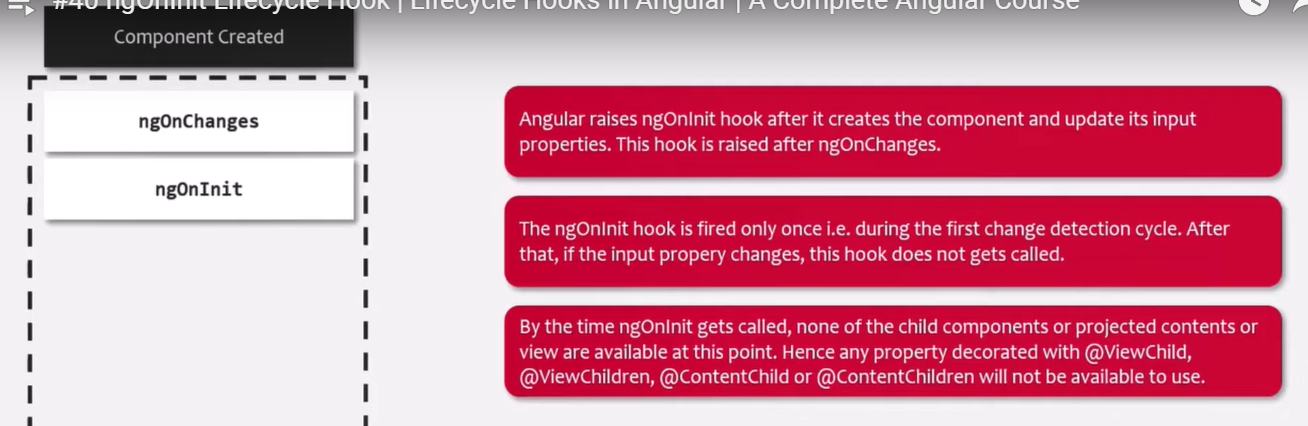 #40 ngOnInit Lifecycle Hook | Lifecycle Hooks in Angular | A Complete Angular Course
Component Created
ngOnChanges
ngOnInit
Angular raises ngOnInit hook after it creates the component and update its input
properties. This hook is raised after ngOnChanges.
The ngOnInit hook is fired only once i.e. during the first change detection cycle. After
that, if the input propery changes, this hook does not gets called.
By the time ngOnInit gets called, none of the child components or projected contents or
view are available at this point. Hence any property decorated with @ViewChild,
@ViewChildren, @ContentChild or @ContentChildren will not be available to use.